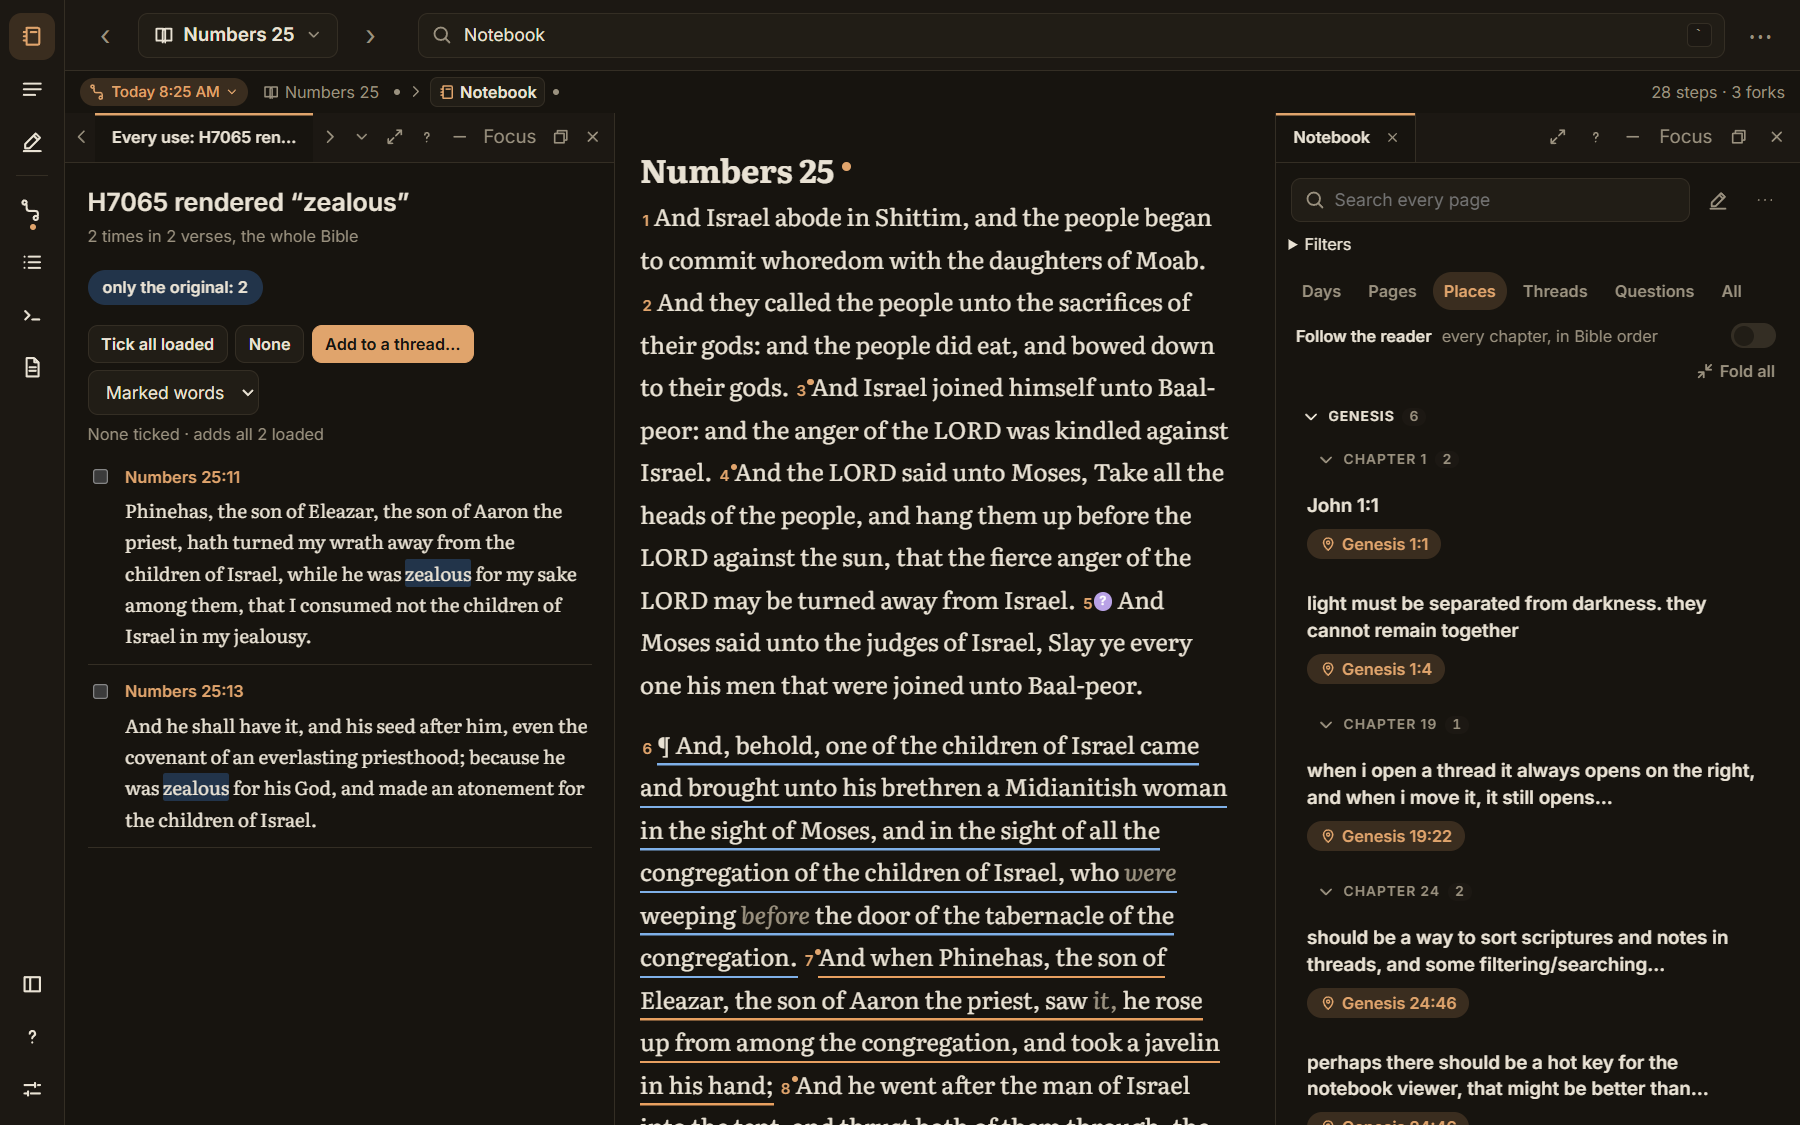 Numbers 25
Notebook
`
Today 8:25 AM
Numbers 25
Notebook
28 steps · 3 forks
Every use: H7065 ren...
?
Focus
H7065 rendered “zealous”
2 times in 2 verses, the whole Bible
only the original: 2
Tick all loaded
None
Add to a thread...
Marked words
None ticked · adds all 2 loaded
Numbers 25:11
Phinehas, the son of Eleazar, the son of Aaron the
priest, hath turned my wrath away from the
children of Israel, while he was zealous for my sake
among them, that I consumed not the children of
Israel in my jealousy.
Numbers 25:13
And he shall have it, and his seed after him, even the
covenant of an everlasting priesthood; because he
was zealous for his God, and made an atonement for
the children of Israel.
Numbers 25
1 And Israel abode in Shittim, and the people began
to commit whoredom with the daughters of Moab.
2 And they called the people unto the sacrifices of
their gods: and the people did eat, and bowed down
to their gods. 3 And Israel joined himself unto Baal-
peor: and the anger of the LORD was kindled against
Israel. 4 And the LORD said unto Moses, Take all the
heads of the people, and hang them up before the
LORD against the sun, that the fierce anger of the
LORD may be turned away from Israel. 5 ? And
Moses said unto the judges of Israel, Slay ye every
one his men that were joined unto Baal-peor.
6 ¶ And, behold, one of the children of Israel came
and brought unto his brethren a Midianitish woman
in the sight of Moses, and in the sight of all the
congregation of the children of Israel, who were
weeping before the door of the tabernacle of the
congregation. 7 And when Phinehas, the son of
Eleazar, the son of Aaron the priest, saw it, he rose
up from among the congregation, and took a javelin
in his hand; 8 And he went after the man of Israel
into the tent, and thrust both of them through, the
Notebook
?
Focus
Search every page
Filters
Days
Pages
Places
Threads
Questions
All
Follow the reader every chapter, in Bible order
Fold all
GENESIS 6
CHAPTER 1 2
John 1:1
Genesis 1:1
light must be separated from darkness. they
cannot remain together
Genesis 1:4
CHAPTER 19 1
when i open a thread it always opens on the right,
and when i move it, it still opens...
Genesis 19:22
CHAPTER 24 2
should be a way to sort scriptures and notes in
threads, and some filtering/searching...
Genesis 24:46
perhaps there should be a hot key for the
notebook viewer, that might be better than...
Genesis 24:46
?